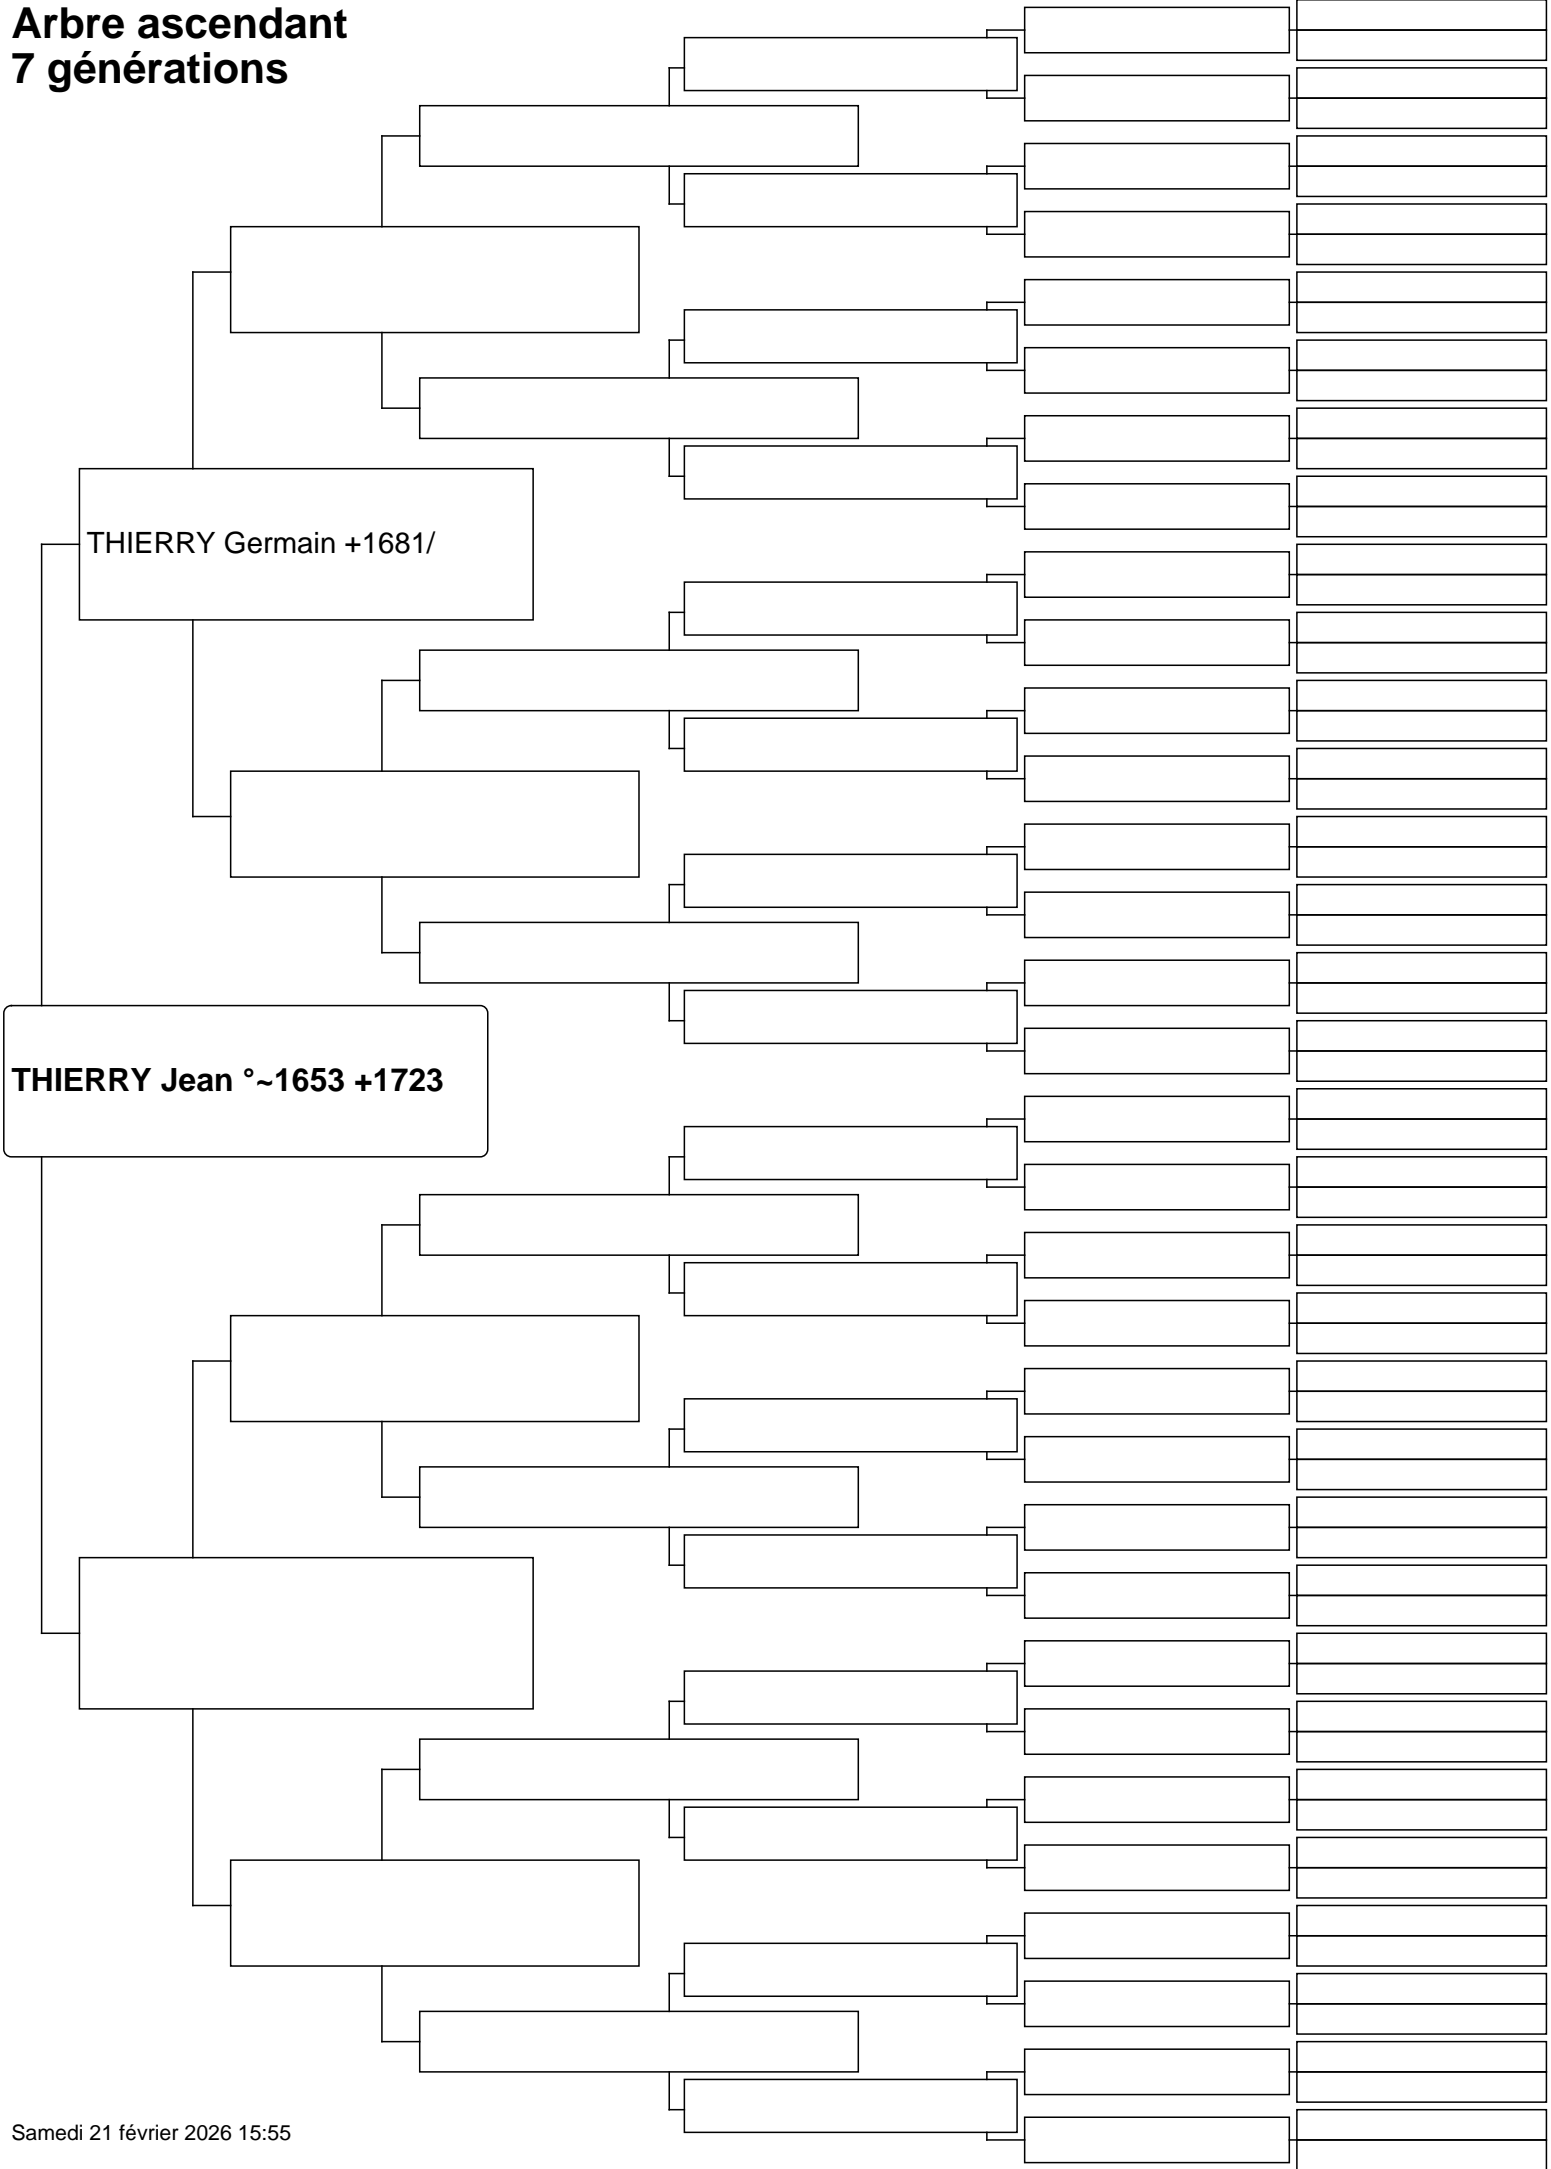 Arbre ascendant
7 générations
THIERRY Germain +1681/
THIERRY Jean °~1653 +1723
Samedi 21 février 2026 15:55